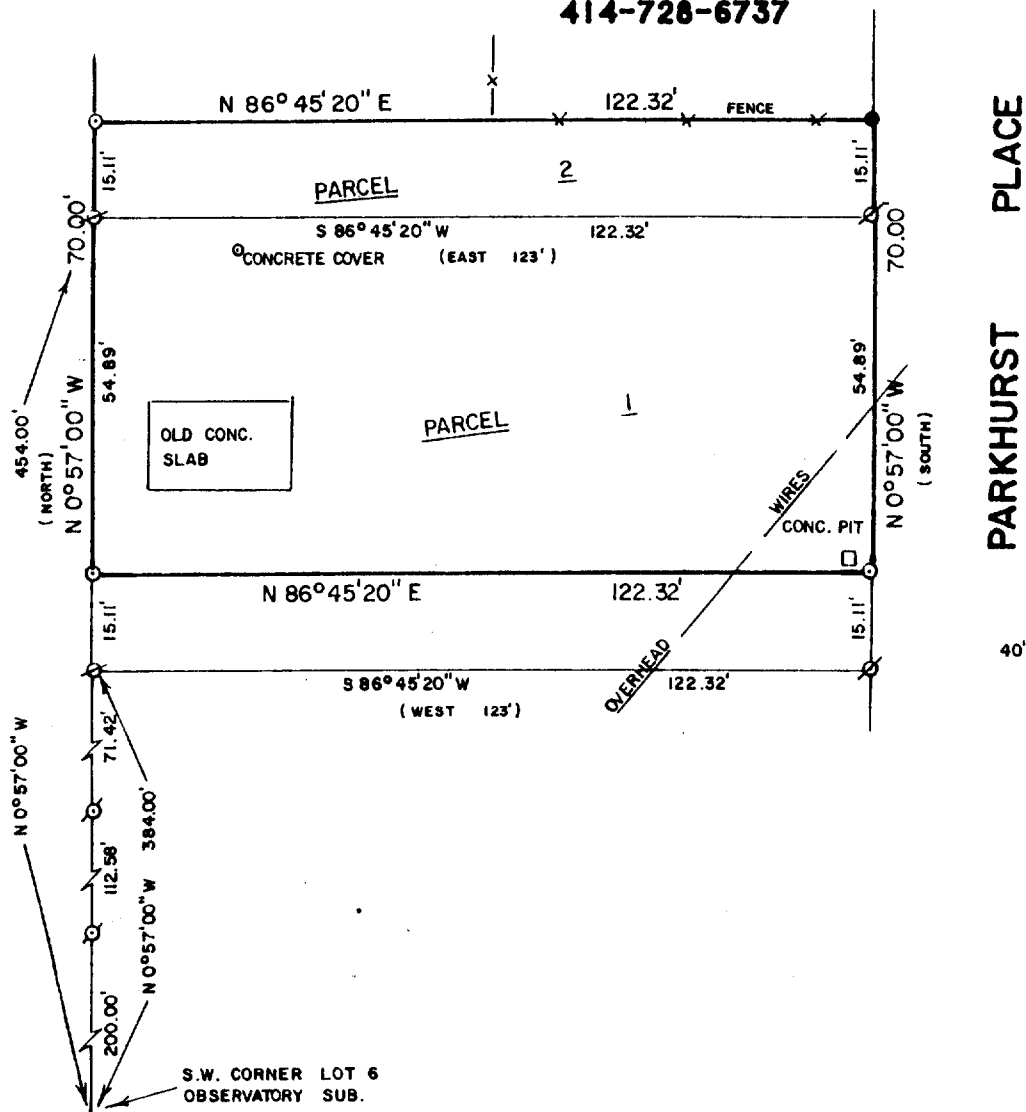 414-728-6737
N 86° 45' 20" E 122.32' FENCE
15.11' 15.11'
PARCEL 2
S 86° 45' 20" W 122.32'
70.00' 70.00
CONCRETE COVER (EAST 123')
454.00'
(NORTH)
N 0° 57' 00" W
54.89'
54.89'
N 0° 57' 00" W
(SOUTH)
PARKHURST PLACE
40'
OLD CONC.
SLAB
PARCEL 1
OVERHEAD WIRES
CONC. PIT
N 86° 45' 20" E 122.32'
15.11' 15.11'
S 86° 45' 20" W 122.32'
(WEST 123')
N 0° 57' 00" W
71.42'
112.58'
200.00'
N 0° 57' 00" W 384.00'
S.W. CORNER LOT 6
OBSERVATORY SUB.